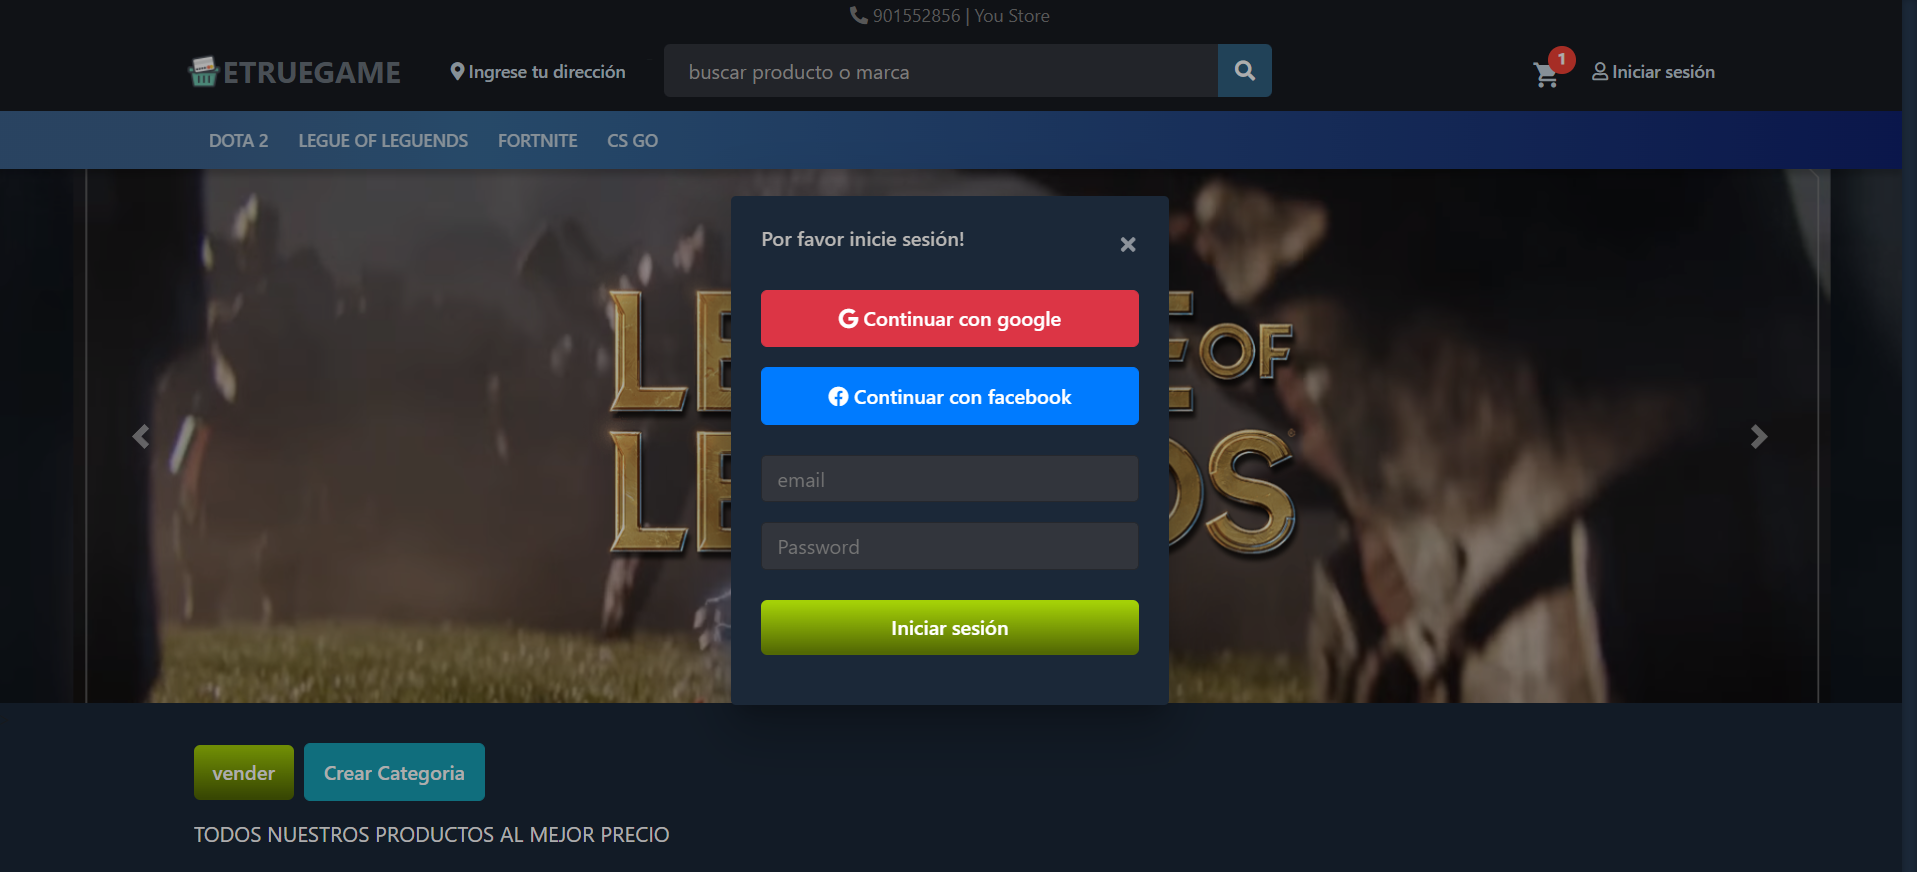 901552856 | You Store
ETRUEGAME
Ingrese tu dirección
buscar producto o marca
1
Iniciar sesión
DOTA 2 LEGUE OF LEGUENDS FORTNITE CS GO
Por favor inicie sesión!
×
Continuar con google
Continuar con facebook
LE E OF
LE DS
email
Password
Iniciar sesión
vender Crear Categoria
TODOS NUESTROS PRODUCTOS AL MEJOR PRECIO